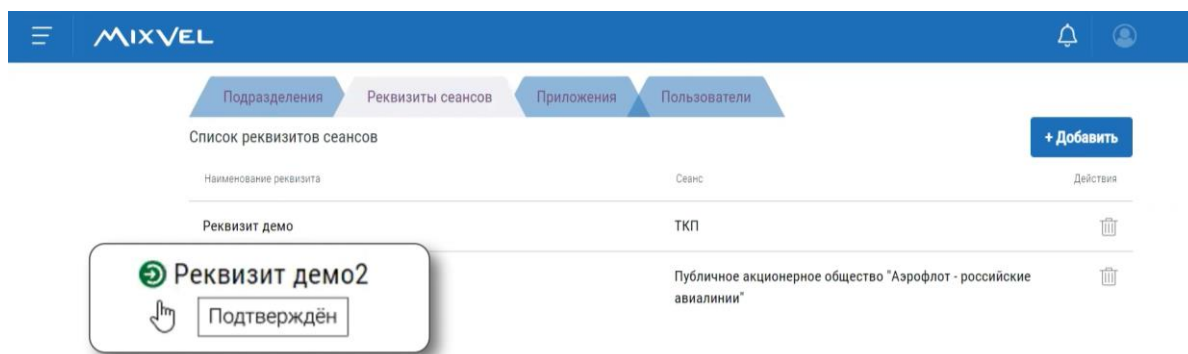 MIXVEL
Подразделения Реквизиты сеансов Приложения Пользователи
Список реквизитов сеансов + Добавить
Наименование реквизита Сеанс Действия
Реквизит демо ТКП
Реквизит демо2 Публичное акционерное общество "Аэрофлот - российские
авиалинии"
Подтверждён